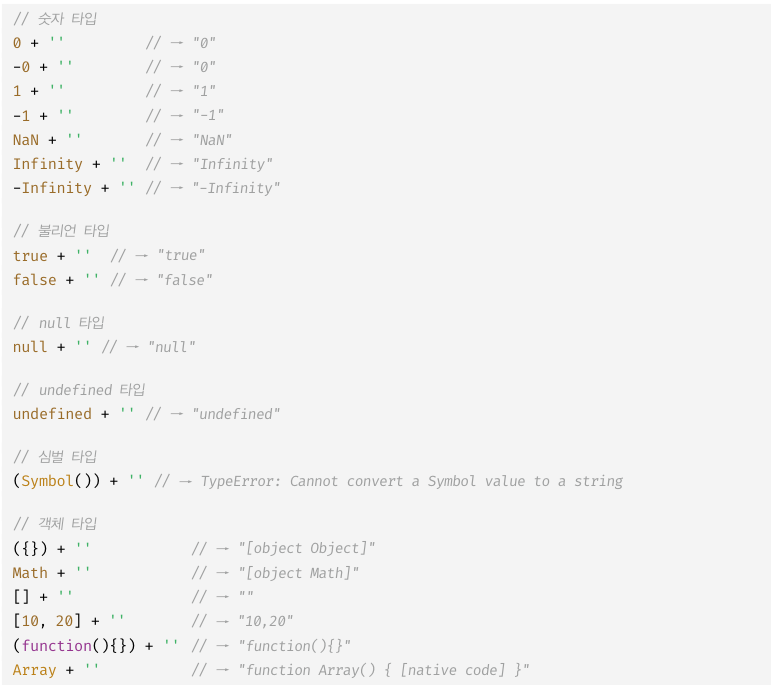 // 숫자 타입
0 + ''           // → "0"
-0 + ''          // → "0"
1 + ''           // → "1"
-1 + ''          // → "-1"
NaN + ''         // → "NaN"
Infinity + ''  // → "Infinity"
-Infinity + '' // → "-Infinity"
// 불리언 타입
true + ''  // → "true"
false + '' // → "false"
// null 타입
null + '' // → "null"
// undefined 타입
undefined + '' // → "undefined"
// 심벌 타입
(Symbol()) + '' // → TypeError: Cannot convert a Symbol value to a string
// 객체 타입
({}) + ''           // → "[object Object]"
Math + ''           // → "[object Math]"
[] + ''             // → ""
[10, 20] + ''       // → "10,20"
(function(){}) + '' // → "function(){}"
Array + ''          // → "function Array() { [native code] }"